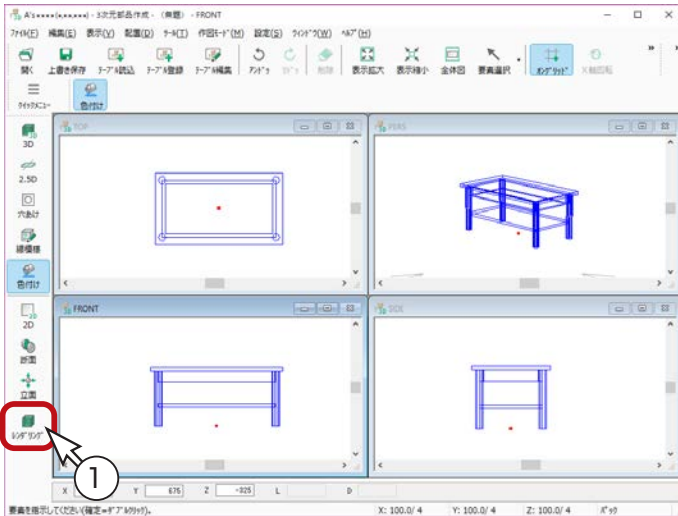 A's●●●●(●,●●,●●●) - 3次元部品作成 - （無題） - FRONT
ﾌｧｲﾙ(F) 編集(E) 表示(V) 配置(D) ﾂｰﾙ(T) 作図ﾓｰﾄﾞ(M) 設定(S) ｳｨﾝﾄﾞｳ(W) ﾍﾙﾌﾟ(H)
開く 上書き保存 ﾃｰﾌﾞﾙ読込 ﾃｰﾌﾞﾙ登録 ﾃｰﾌﾞﾙ編集 ｱﾝﾄﾞｩ ﾘﾄﾞｩ 削除 表示拡大 表示縮小 全体図 要素選択 ｵﾝｸﾞﾘｯﾄﾞ X軸回転
ｸｲｯｸﾒﾆｭｰ 色付け
3D
2.5D
穴あけ
線模様
色付け
2D
断面
立面
ﾚﾝﾀﾞﾘﾝｸﾞ
TOP
PERS
FRONT
SIDE
1
X Y 675 Z -325 L D
要素を指示してください(確定=ﾀﾞﾌﾞﾙｸﾘｯｸ)。 X: 100.0/ 4 Y: 100.0/ 4 Z: 100.0/ 4 ﾊﾟｯｸ